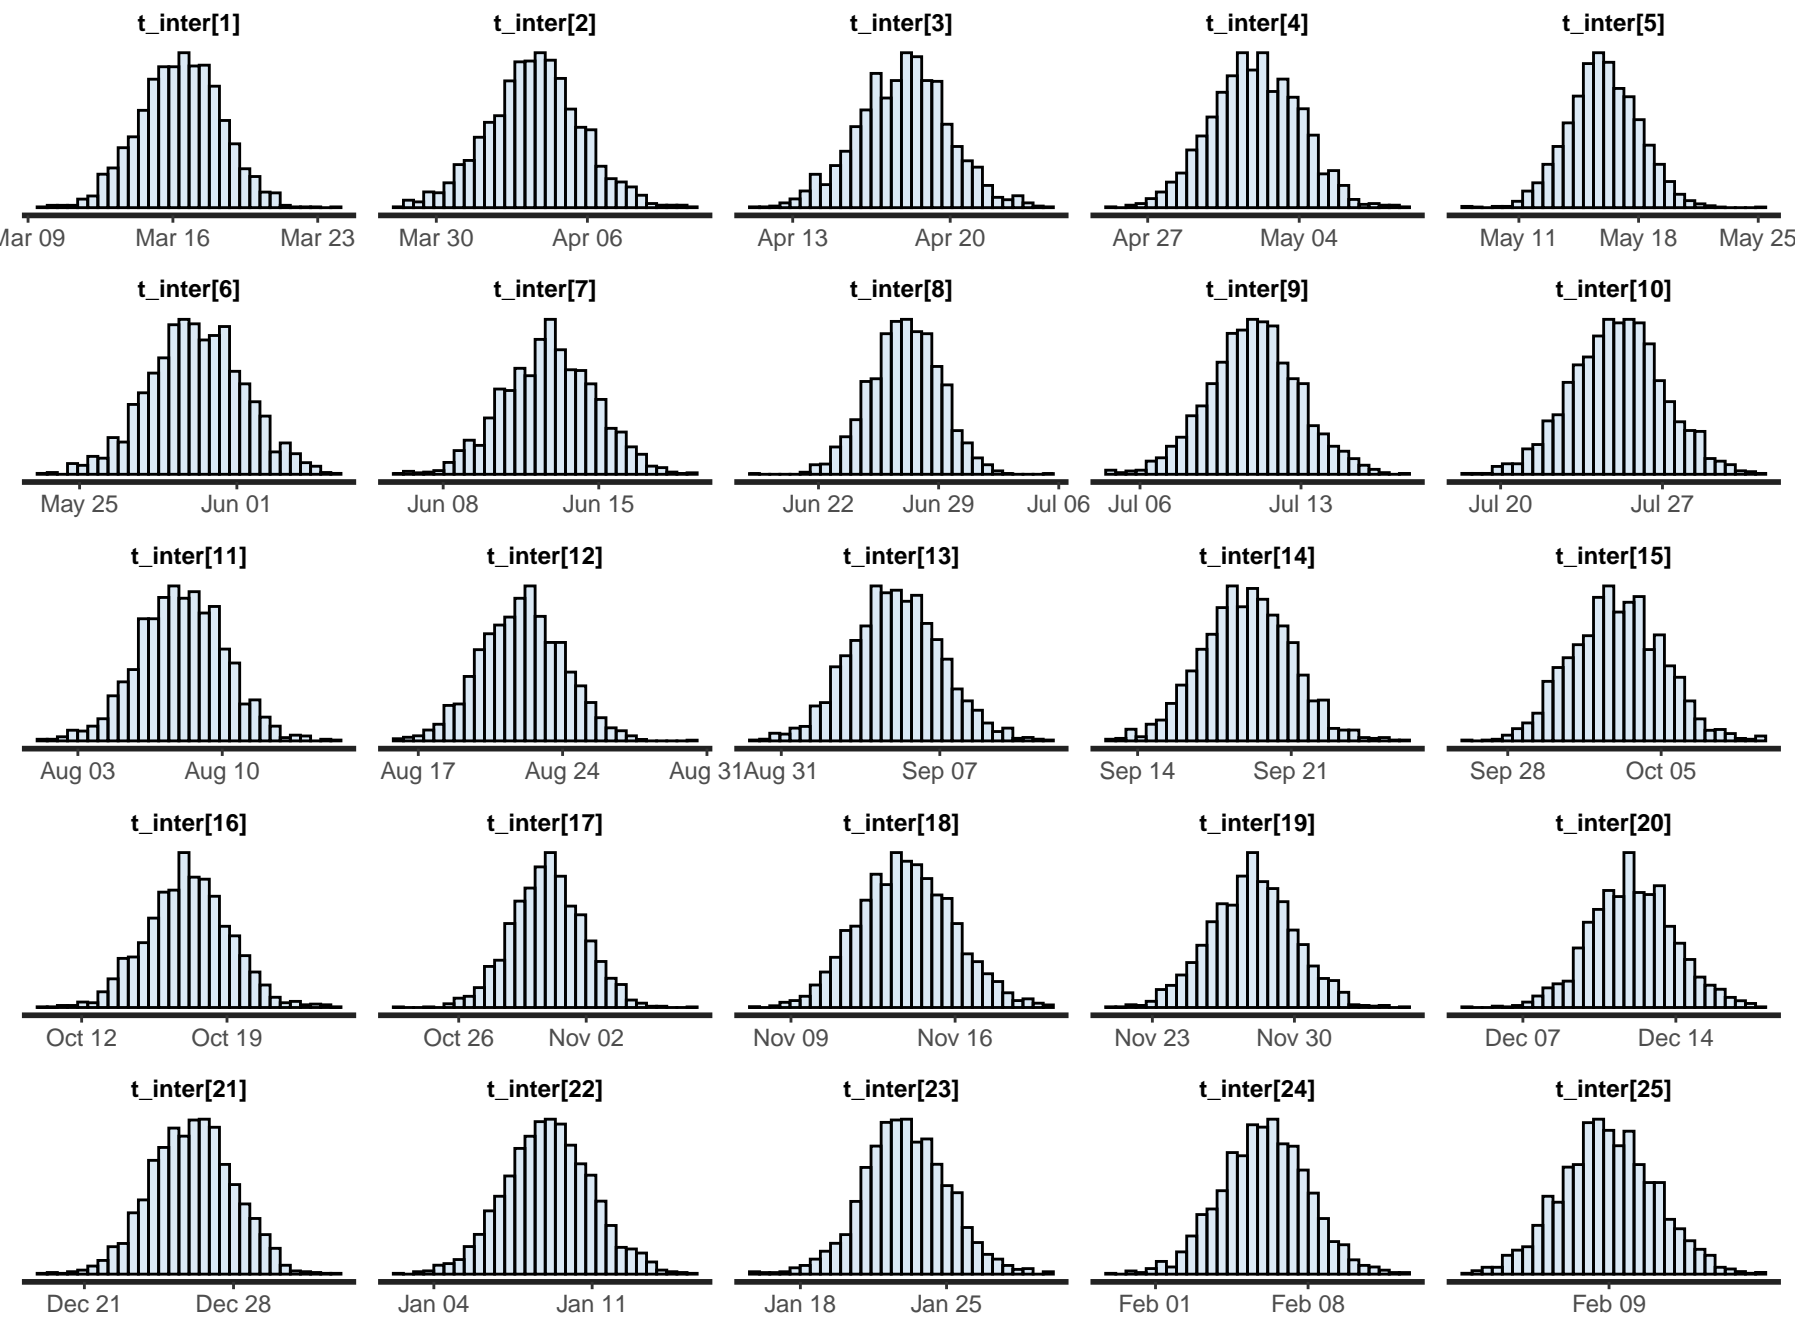 t_inter[1] t_inter[2] t_inter[3] t_inter[4] t_inter[5]
Mar 09 Mar 16 Mar 23 Mar 30 Apr 06 Apr 13 Apr 20 Apr 27 May 04 May 11 May 18 May 25
t_inter[6] t_inter[7] t_inter[8] t_inter[9] t_inter[10]
May 25 Jun 01 Jun 08 Jun 15 Jun 22 Jun 29 Jul 06 Jul 06 Jul 13 Jul 20 Jul 27
t_inter[11] t_inter[12] t_inter[13] t_inter[14] t_inter[15]
Aug 03 Aug 10 Aug 17 Aug 24 Aug 31 Aug 31 Sep 07 Sep 14 Sep 21 Sep 28 Oct 05
t_inter[16] t_inter[17] t_inter[18] t_inter[19] t_inter[20]
Oct 12 Oct 19 Oct 26 Nov 02 Nov 09 Nov 16 Nov 23 Nov 30 Dec 07 Dec 14
t_inter[21] t_inter[22] t_inter[23] t_inter[24] t_inter[25]
Dec 21 Dec 28 Jan 04 Jan 11 Jan 18 Jan 25 Feb 01 Feb 08 Feb 09